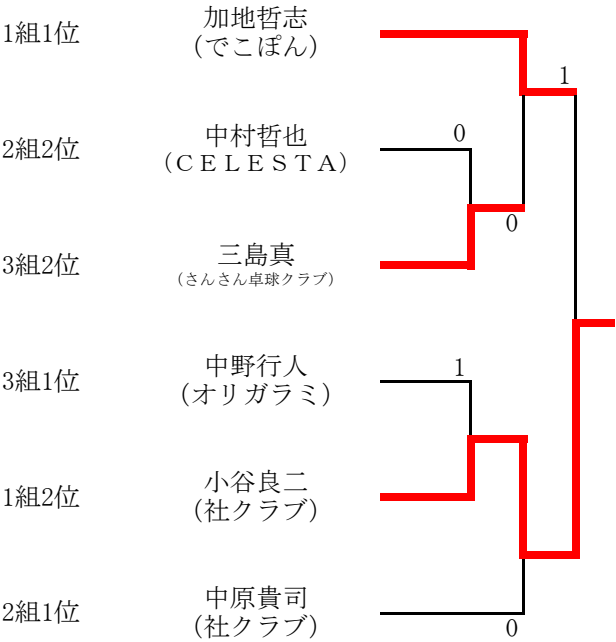 1組1位
加地哲志
（でこぽん）
1
2組2位
中村哲也
（ＣＥＬＥＳＴＡ）
0
0
3組2位
三島真
（さんさん卓球クラブ）
3組1位
中野行人
（オリガラミ）
1
1組2位
小谷良二
（社クラブ）
2組1位
中原貴司
（社クラブ）
0